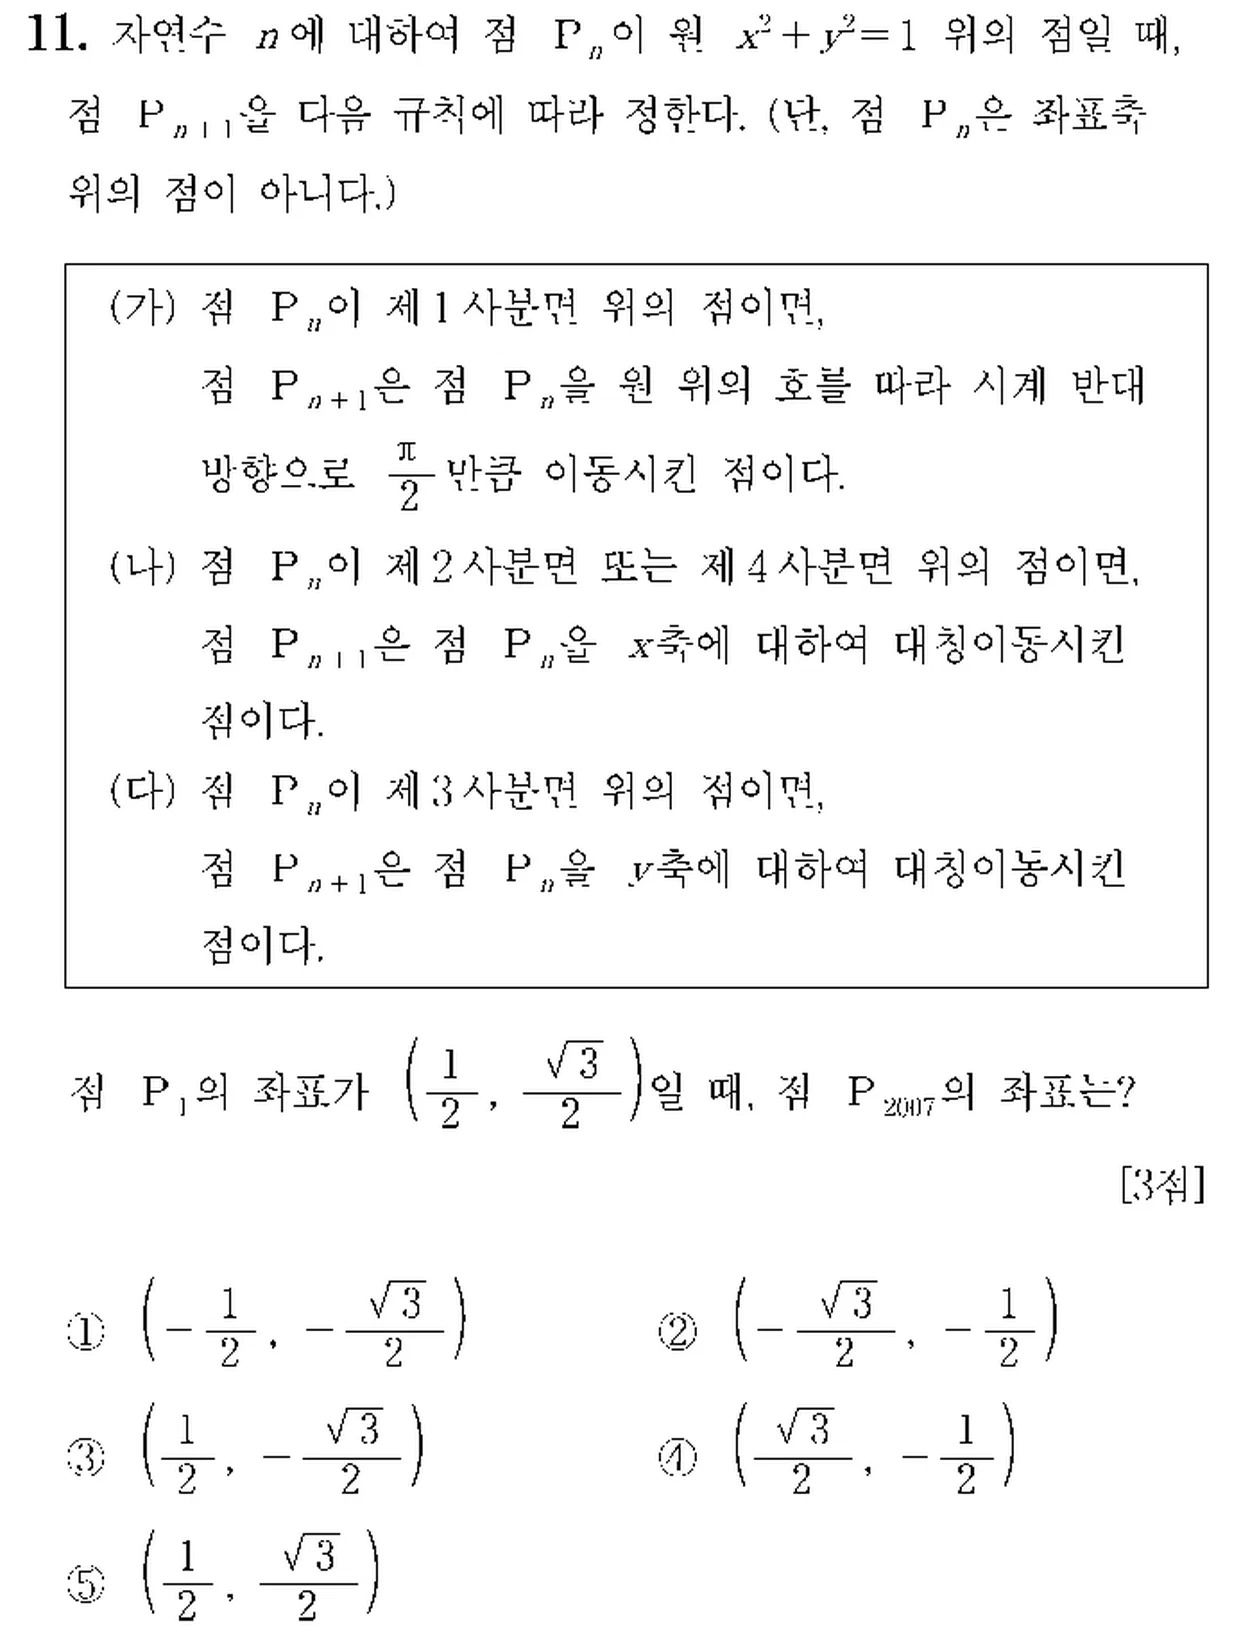 11. 자연수 n에 대하여 점 Pₙ이 원 x²+y²=1 위의 점일 때,
점 Pₙ₊₁을 다음 규칙에 따라 정한다. (단, 점 Pₙ은 좌표축
위의 점이 아니다.)
(가) 점 Pₙ이 제1사분면 위의 점이면,
점 Pₙ₊₁은 점 Pₙ을 원 위의 호를 따라 시계 반대
방향으로 π/2만큼 이동시킨 점이다.
(나) 점 Pₙ이 제2사분면 또는 제4사분면 위의 점이면,
점 Pₙ₊₁은 점 Pₙ을 x축에 대하여 대칭이동시킨
점이다.
(다) 점 Pₙ이 제3사분면 위의 점이면,
점 Pₙ₊₁은 점 Pₙ을 y축에 대하여 대칭이동시킨
점이다.
점 P₁의 좌표가 (1/2, √3/2)일 때, 점 P₂₀₀₇의 좌표는?
[3점]
① (-1/2, -√3/2) ② (-√3/2, -1/2)
③ (1/2, -√3/2) ④ (√3/2, -1/2)
⑤ (1/2, √3/2)